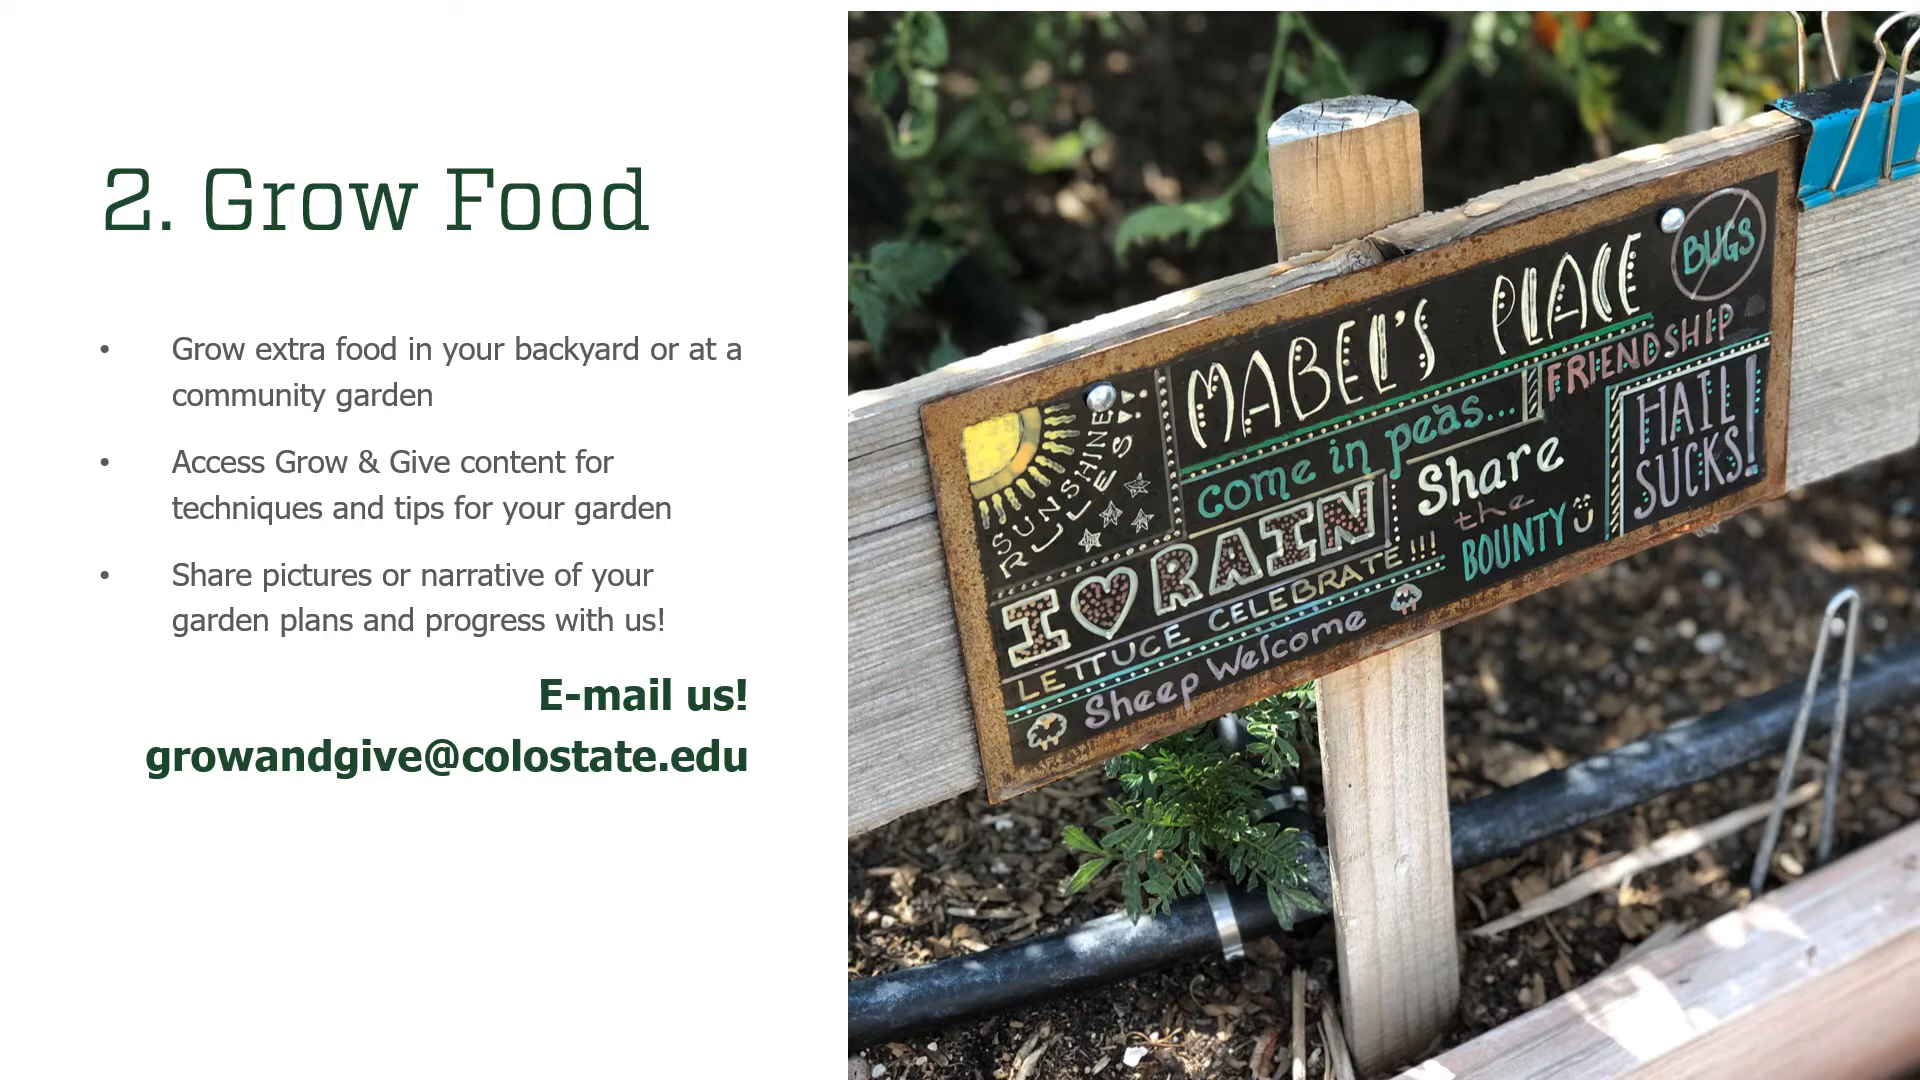 2. Grow Food
• Grow extra food in your backyard or at a
community garden
• Access Grow & Give content for
techniques and tips for your garden
• Share pictures or narrative of your
garden plans and progress with us!
E-mail us!
growandgive@colostate.edu
MABEL'S PLACE
BUGS
FRIENDSHIP
come in peas...
SUNSHINE
RULES
I RAIN
Share
the
BOUNTY
HAIL
SUCKS!
LETTUCE CELEBRATE!!!
Sheep Welcome